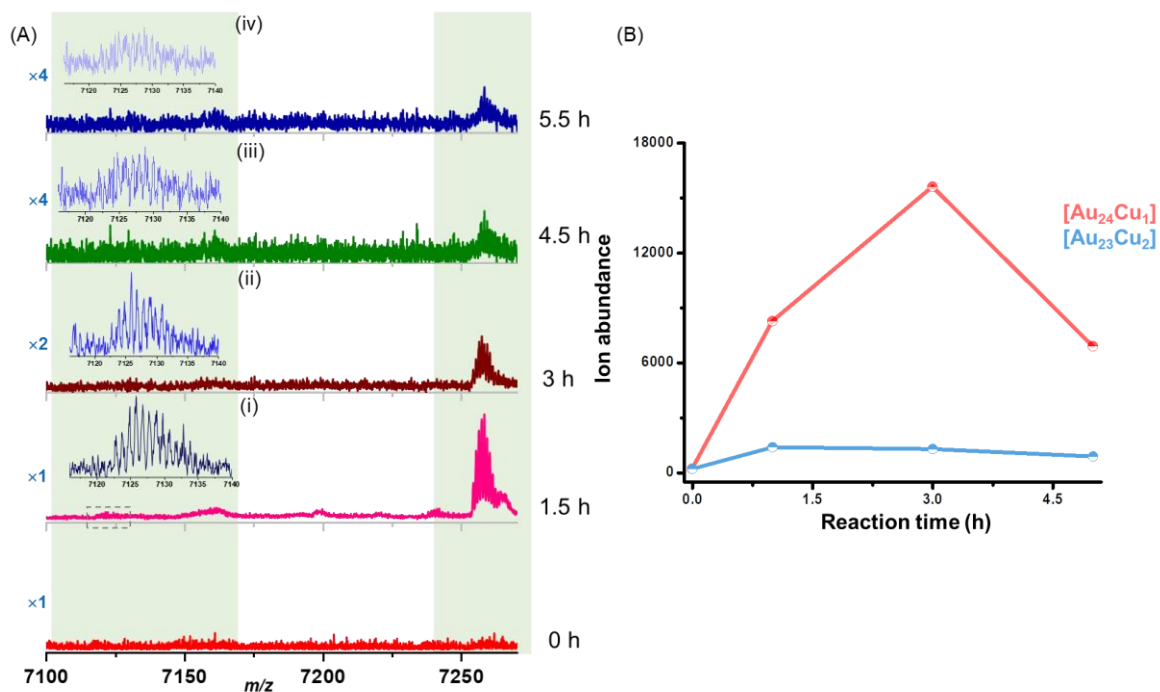 (A)
(iv)
×4
7120 7125 7130 7135 7140
5.5 h
(iii)
×4
7120 7125 7130 7135 7140
4.5 h
(ii)
×2
7120 7125 7130 7135 7140
3 h
(i)
×1
7120 7125 7130 7135 7140
1.5 h
×1
0 h
7100 7150 7200 7250
m/z
(B)
18000
12000
6000
0
Ion abundance
0.0 1.5 3.0 4.5
Reaction time (h)
[Au₂₄Cu₁]
[Au₂₃Cu₂]